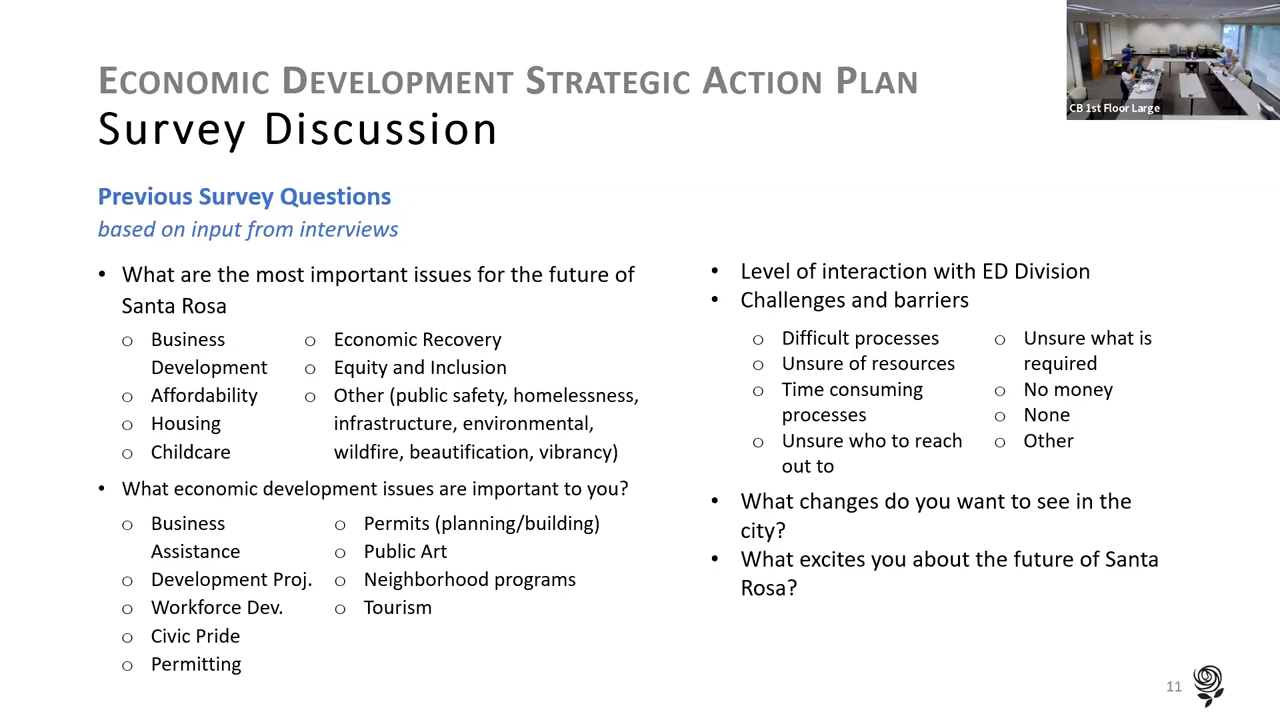 ECONOMIC DEVELOPMENT STRATEGIC ACTION PLAN
Survey Discussion
CB 1st Floor Large
Previous Survey Questions
based on input from interviews
• What are the most important issues for the future of
Santa Rosa
○ Business
Development
○ Affordability
○ Housing
○ Childcare
○ Economic Recovery
○ Equity and Inclusion
○ Other (public safety, homelessness,
infrastructure, environmental,
wildfire, beautification, vibrancy)
• What economic development issues are important to you?
○ Business
Assistance
○ Development Proj.
○ Workforce Dev.
○ Civic Pride
○ Permitting
○ Permits (planning/building)
○ Public Art
○ Neighborhood programs
○ Tourism
• Level of interaction with ED Division
• Challenges and barriers
○ Difficult processes
○ Unsure of resources
○ Time consuming
processes
○ Unsure who to reach
out to
○ Unsure what is
required
○ No money
○ None
○ Other
• What changes do you want to see in the
city?
• What excites you about the future of Santa
Rosa?
11